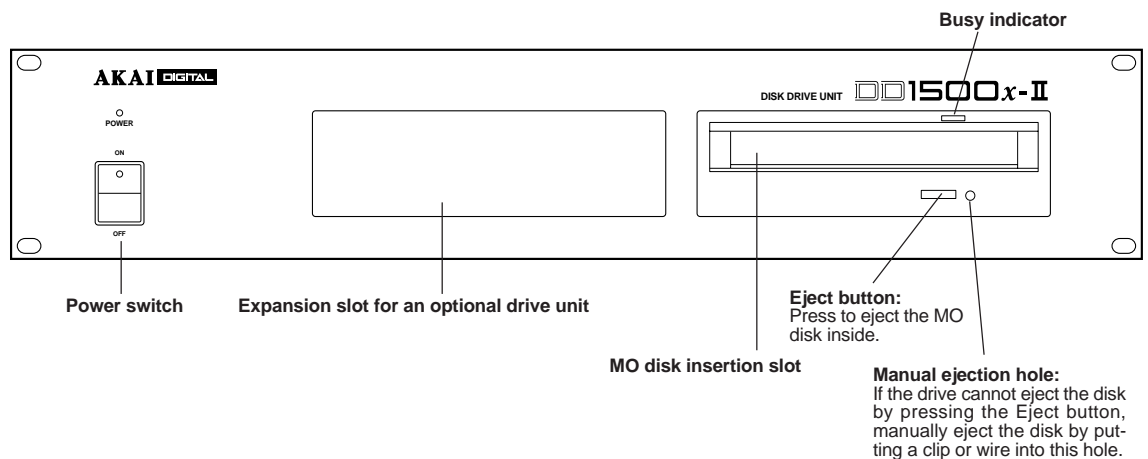 Busy indicator
AKAI DIGITAL
DISK DRIVE UNIT DD1500x-II
POWER
ON
OFF
Power switch
Expansion slot for an optional drive unit
MO disk insertion slot
Eject button:
Press to eject the MO
disk inside.
Manual ejection hole:
If the drive cannot eject the disk
by pressing the Eject button,
manually eject the disk by put-
ting a clip or wire into this hole.